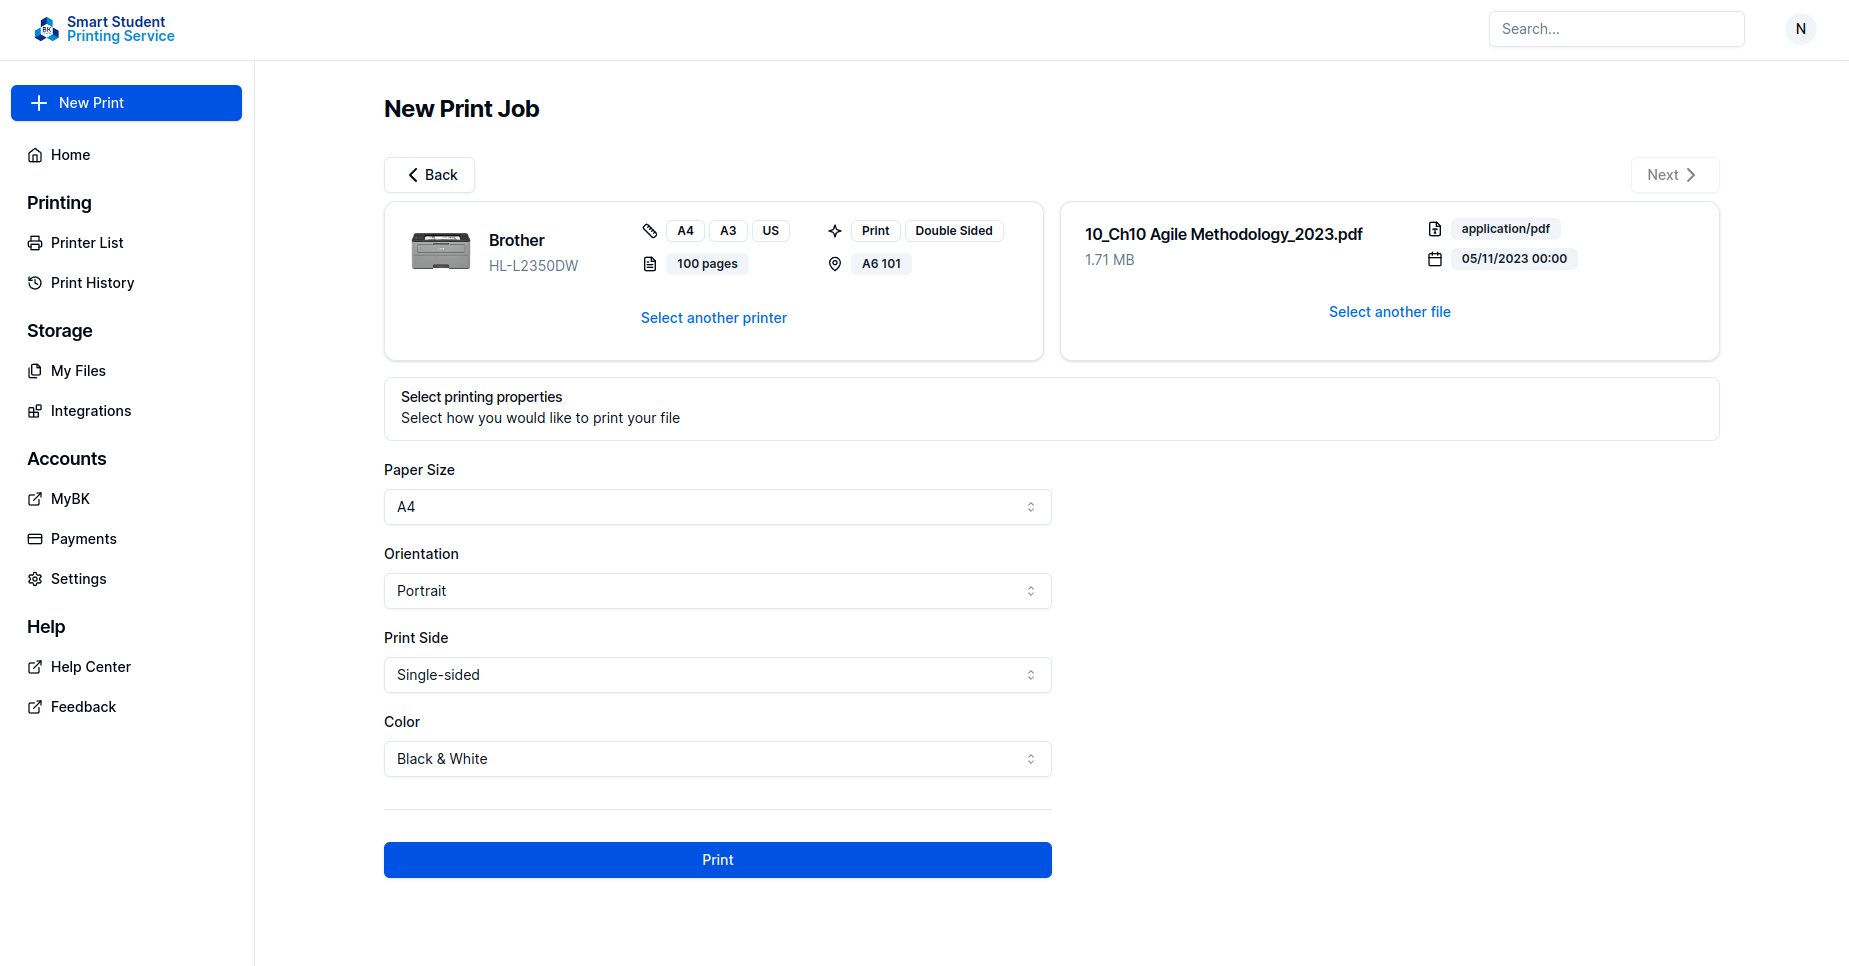 Smart Student
Printing Service
Search...
N
New Print
Home
Printing
Printer List
Print History
Storage
My Files
Integrations
Accounts
MyBK
Payments
Settings
Help
Help Center
Feedback
New Print Job
Back
Next
Brother
HL-L2350DW
A4 A3 US
100 pages
Print Double Sided
A6 101
Select another printer
10_Ch10 Agile Methodology_2023.pdf
1.71 MB
application/pdf
05/11/2023 00:00
Select another file
Select printing properties
Select how you would like to print your file
Paper Size
A4
Orientation
Portrait
Print Side
Single-sided
Color
Black & White
Print